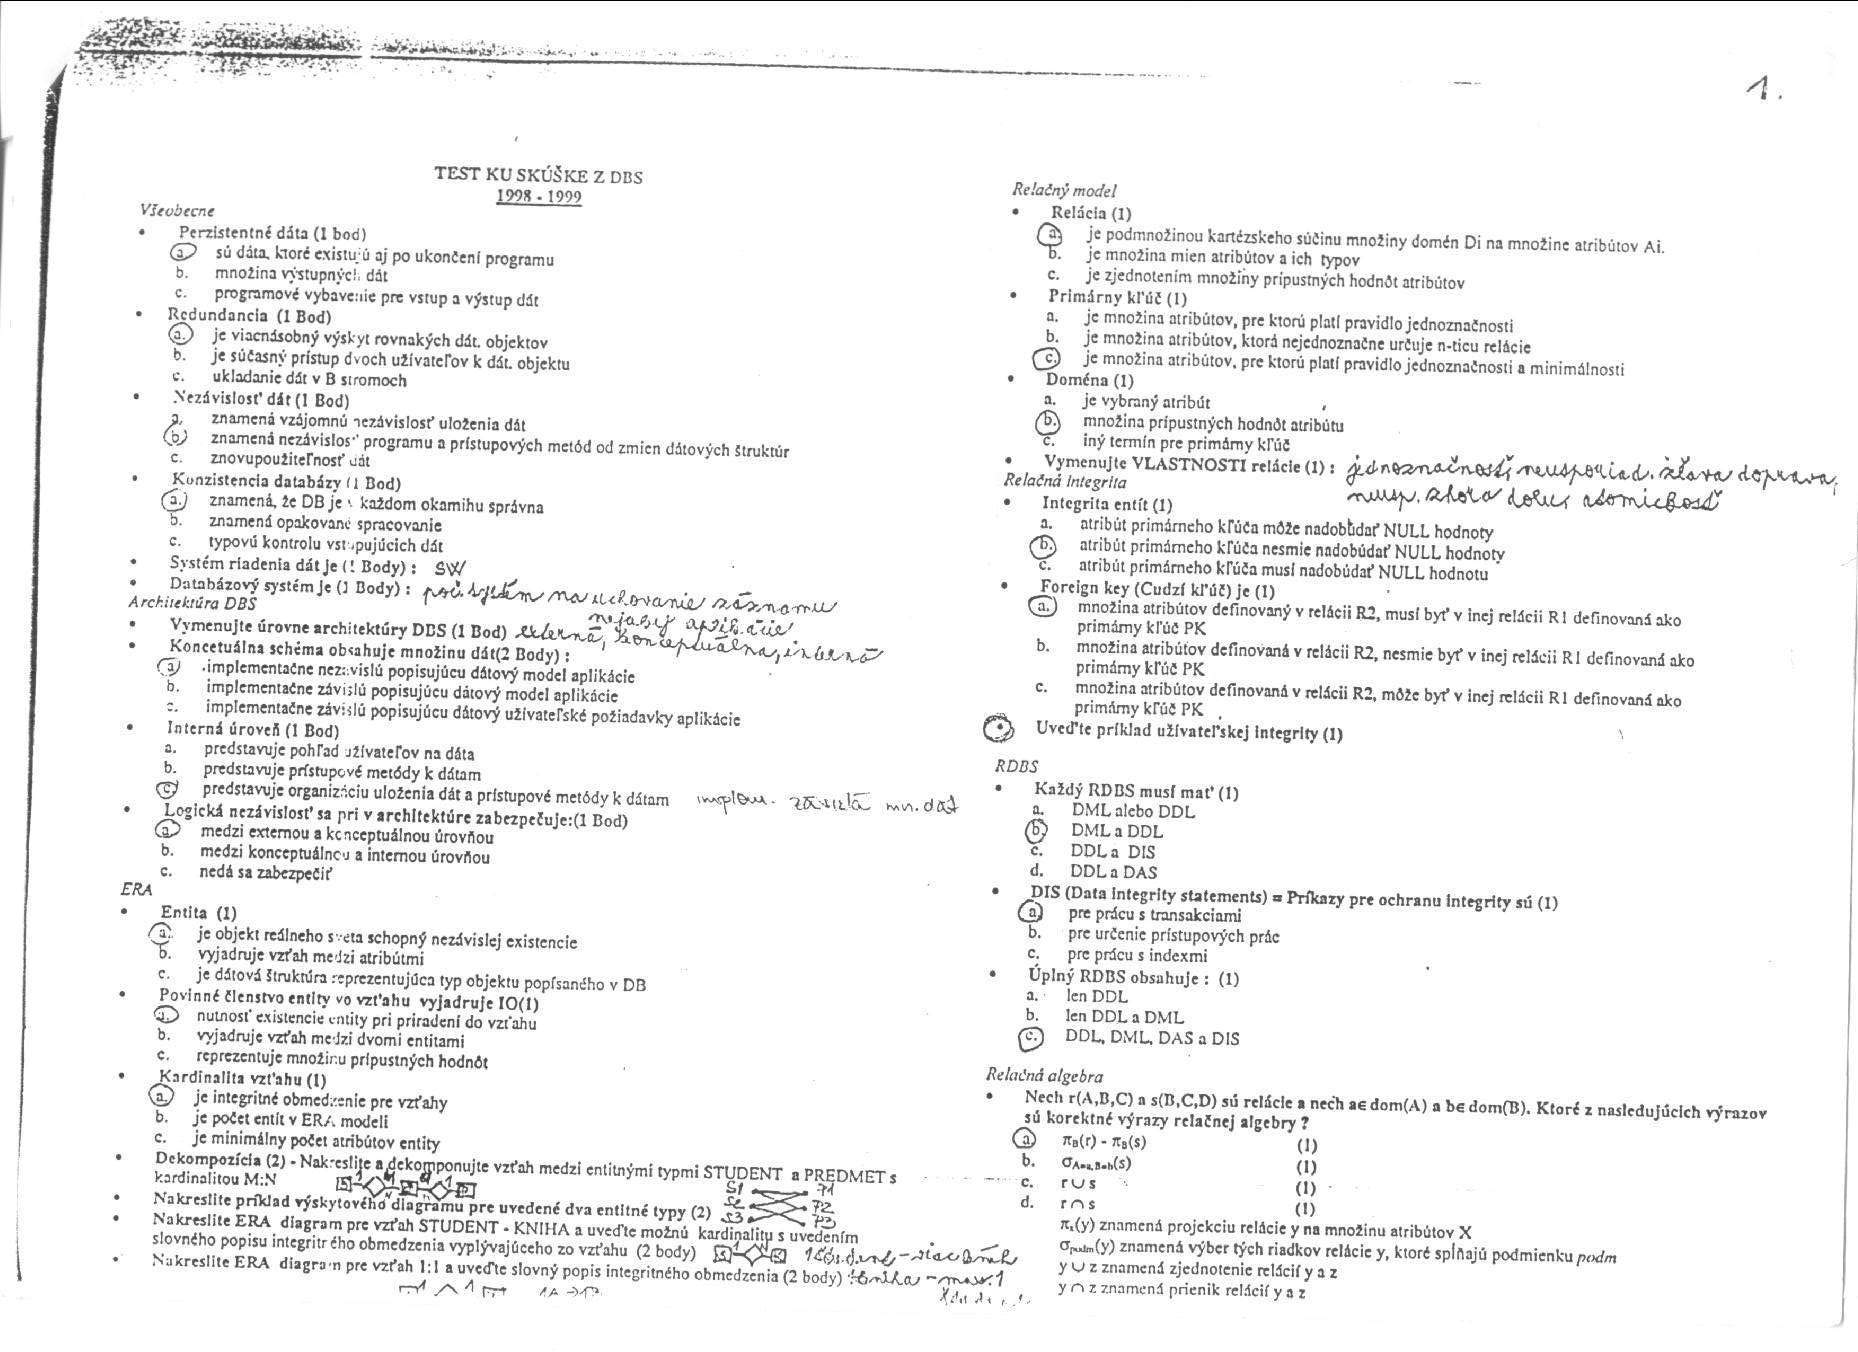 1.
TEST KU SKÚŠKE Z DBS
1998 - 1999
Všeobecne
• Perzistentné dáta (1 bod)
a. sú dáta, ktoré existujú aj po ukončení programu
b. množina výstupných dát
c. programové vybavenie pre vstup a výstup dát
• Redundancia (1 Bod)
a. je viacnásobný výskyt rovnakých dát. objektov
b. je súčasný prístup dvoch užívateľov k dát. objektu
c. ukladanie dát v B stromoch
• Nezávislosť dát (1 Bod)
a. znamená vzájomnú nezávislosť uloženia dát
b. znamená nezávislosť programu a prístupových metód od zmien dátových štruktúr
c. znovupoužiteľnosť dát
• Konzistencia databázy (1 Bod)
a. znamená, že DB je v každom okamihu správna
b. znamená opakované spracovanie
c. typovú kontrolu vstupujúcich dát
• Systém riadenia dát je (! Body) : SW
• Databázový systém je (1 Body) : poč. systém na uchovanie záznamu
nejakej aplikácie
Architektúra DBS
• Vymenujte úrovne architektúry DBS (1 Bod) externá, konceptuálna, interná
• Koncetuálna schéma obsahuje množinu dát(2 Body) :
a. implementačne nezávislú popisujúcu dátový model aplikácie
b. implementačne závislú popisujúcu dátový model aplikácie
c. implementačne závislú popisujúcu dátový užívateľské požiadavky aplikácie
• Interná úroveň (1 Bod)
a. predstavuje pohľad užívateľov na dáta
b. predstavuje prístupové metódy k dátam
c. predstavuje organizáciu uloženia dát a prístupové metódy k dátam implem. závislá mn. dát
• Logická nezávislosť sa pri v architektúre zabezpečuje:(1 Bod)
a. medzi externou a konceptuálnou úrovňou
b. medzi konceptuálnou a internou úrovňou
c. nedá sa zabezpečiť
ERA
• Entita (1)
a. je objekt reálneho sveta schopný nezávislej existencie
b. vyjadruje vzťah medzi atribútmi
c. je dátová štruktúra reprezentujúca typ objektu popísaného v DB
• Povinné členstvo entity vo vzťahu vyjadruje IO(1)
a. nutnosť existencie entity pri priradení do vzťahu
b. vyjadruje vzťah medzi dvomi entitami
c. reprezentuje množinu prípustných hodnôt
• Kardinalita vzťahu (1)
a. je integritné obmedzenie pre vzťahy
b. je počet entít v ERA modeli
c. je minimálny počet atribútov entity
• Dekompozícia (2) - Nakreslite a dekomponujte vzťah medzi entitnými typmi STUDENT a PREDMET s
kardinalitou M:N S 1 M N 1 P
• Nakreslite príklad výskytového diagramu pre uvedené dva entitné typy (2) S1 S2 S3 P1 P2 P3
• Nakreslite ERA diagram pre vzťah STUDENT - KNIHA a uveďte možnú kardinalitu s uvedením
slovného popisu integritného obmedzenia vyplývajúceho zo vzťahu (2 body) S 1 N K 1 študent - viac kníh
• Nakreslite ERA diagram pre vzťah 1:1 a uveďte slovný popis integritného obmedzenia (2 body) kniha - max. 1
1 1
Relačný model
• Relácia (1)
a. je podmnožinou kartézskeho súčinu množiny domén Di na množine atribútov Ai.
b. je množina mien atribútov a ich typov
c. je zjednotením množiny prípustných hodnôt atribútov
• Primárny kľúč (1)
a. je množina atribútov, pre ktorú platí pravidlo jednoznačnosti
b. je množina atribútov, ktorá nejednoznačne určuje n-ticu relácie
c. je množina atribútov, pre ktorú platí pravidlo jednoznačnosti a minimálnosti
• Doména (1)
a. je vybraný atribút
b. množina prípustných hodnôt atribútu
c. iný termín pre primárny kľúč
• Vymenujte VLASTNOSTI relácie (1) : jednoznačnosť, neusporiad. zľava doprava,
neusp. zhora dolu, atomickosť
Relačná integrita
• Integrita entít (1)
a. atribút primárneho kľúča môže nadobúdať NULL hodnoty
b. atribút primárneho kľúča nesmie nadobúdať NULL hodnoty
c. atribút primárneho kľúča musí nadobúdať NULL hodnotu
• Foreign key (Cudzí kľúč) je (1)
a. množina atribútov definovaný v relácii R2, musí byť v inej relácii R1 definovaná ako
primárny kľúč PK
b. množina atribútov definovaná v relácii R2, nesmie byť v inej relácii R1 definovaná ako
primárny kľúč PK
c. množina atribútov definovaná v relácii R2, môže byť v inej relácii R1 definovaná ako
primárny kľúč PK
• Uveďte príklad užívateľskej integrity (1)
RDBS
• Každý RDBS musí mať (1)
a. DML alebo DDL
b. DML a DDL
c. DDL a DIS
d. DDL a DAS
• DIS (Data integrity statements) = Príkazy pre ochranu integrity sú (1)
a. pre prácu s transakciami
b. pre určenie prístupových prác
c. pre prácu s indexmi
• Úplný RDBS obsahuje : (1)
a. len DDL
b. len DDL a DML
c. DDL, DML, DAS a DIS
Relačná algebra
• Nech r(A,B,C) a s(B,C,D) sú relácie a nech a∈dom(A) a b∈dom(B). Ktoré z nasledujúcich výrazov
sú korektné výrazy relačnej algebry ?
a. πB(r) - πB(s) (1)
b. σA=a,B=b(s) (1)
c. r∪s (1)
d. r∩s (1)
πx(y) znamená projekciu relácie y na množinu atribútov X
σpodm(y) znamená výber tých riadkov relácie y, ktoré spĺňajú podmienku podm
y ∪ z znamená zjednotenie relácií y a z
y ∩ z znamená prienik relácií y a z